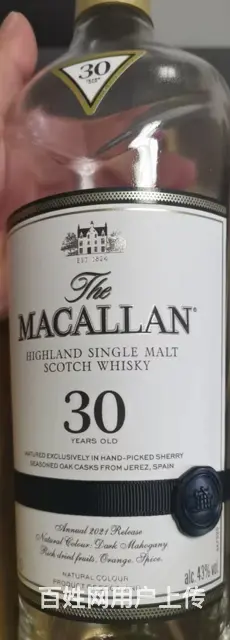 30
THE
MACALLAN
HIGHLAND SINGLE MALT
SCOTCH WHISKY
30
YEARS OLD
MATURED EXCLUSIVELY IN HAND-PICKED SHERRY
SEASONED OAK CASKS FROM JEREZ, SPAIN
Annual 2021 Release
Natural Colour: Dark Mahogany
Rich dried fruits, Orange, Spice.
NATURAL COLOUR
alc. 43% vol
百姓网用户上传